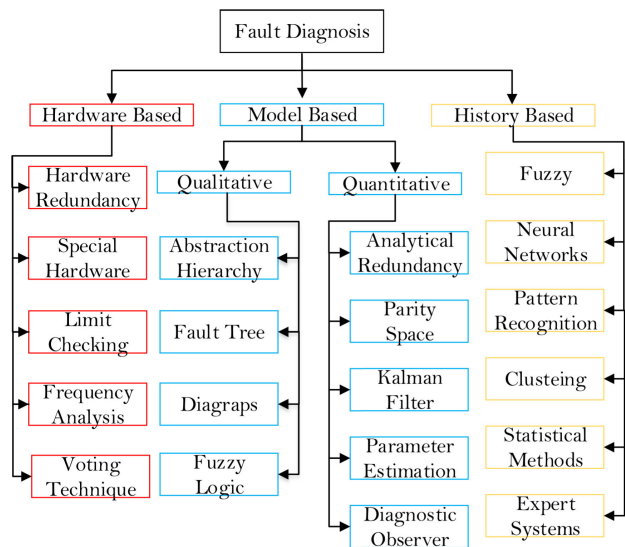 Fault Diagnosis
Hardware Based
Model Based
History Based
Hardware
Redundancy
Special
Hardware
Limit
Checking
Frequency
Analysis
Voting
Technique
Qualitative
Abstraction
Hierarchy
Fault Tree
Diagraps
Fuzzy
Logic
Quantitative
Analytical
Redundancy
Parity
Space
Kalman
Filter
Parameter
Estimation
Diagnostic
Observer
Fuzzy
Neural
Networks
Pattern
Recognition
Clusteing
Statistical
Methods
Expert
Systems